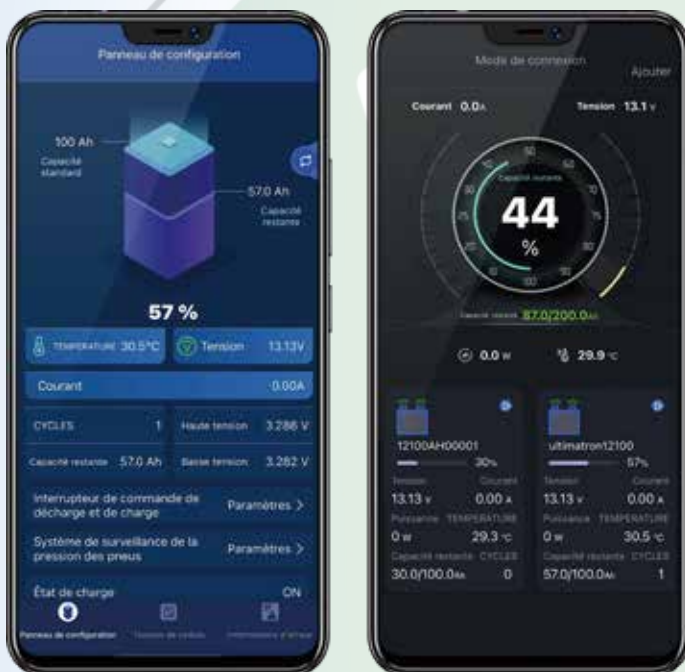 Panneau de configuration
100 Ah
Capacité
standard
57.0 Ah
Capacité
restante
57 %
TEMPERATURE 30.5°C
Tension 13.13V
Courant 0.00A
CYCLES 1
Haute tension 3.286 V
Capacité restante 57.0 Ah
Basse tension 3.282 V
Interrupteur de commande de
décharge et de charge
Paramètres >
Système de surveillance de la
pression des pneus
Paramètres >
État de charge ON
Panneau de configuration
Mode de connexion
Ajouter
Courant 0.0A
Tension 13.1 V
Capacité restante
44
%
Capacité restante 87.0/200.0Ah
0.0 W
29.9 °C
12100AH00001
30%
Tension Courant
13.13 V 0.00 A
Puissance TEMPERATURE
0 W 29.3 °C
Capacité restante CYCLES
30.0/100.0Ah 0
ultimatron12100
57%
Tension Courant
13.13 V 0.00 A
Puissance TEMPERATURE
0 W 30.5 °C
Capacité restante CYCLES
57.0/100.0Ah 1